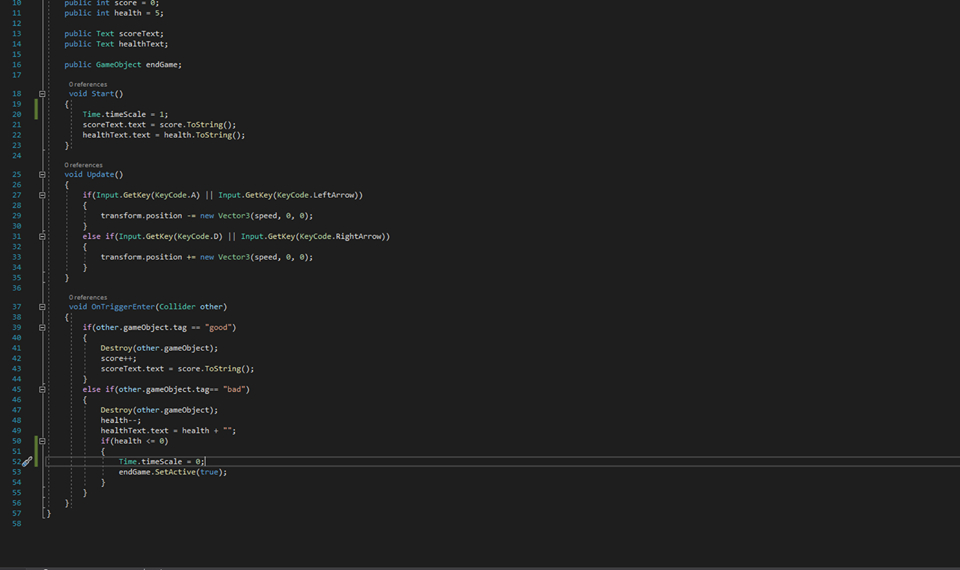 10 public int score = 0;
11 public int health = 5;
12
13 public Text scoreText;
14 public Text healthText;
15
16 public GameObject endGame;
17
0 references
18 void Start()
19 {
20 Time.timeScale = 1;
21 scoreText.text = score.ToString();
22 healthText.text = health.ToString();
23 }
24
0 references
25 void Update()
26 {
27 if(Input.GetKey(KeyCode.A) || Input.GetKey(KeyCode.LeftArrow))
28 {
29 transform.position -= new Vector3(speed, 0, 0);
30 }
31 else if(Input.GetKey(KeyCode.D) || Input.GetKey(KeyCode.RightArrow))
32 {
33 transform.position += new Vector3(speed, 0, 0);
34 }
35 }
36
0 references
37 void OnTriggerEnter(Collider other)
38 {
39 if(other.gameObject.tag == "good")
40 {
41 Destroy(other.gameObject);
42 score++;
43 scoreText.text = score.ToString();
44 }
45 else if(other.gameObject.tag== "bad")
46 {
47 Destroy(other.gameObject);
48 health--;
49 healthText.text = health + "";
50 if(health <= 0)
51 {
52 Time.timeScale = 0;
53 endGame.SetActive(true);
54 }
55 }
56 }
57 }
58